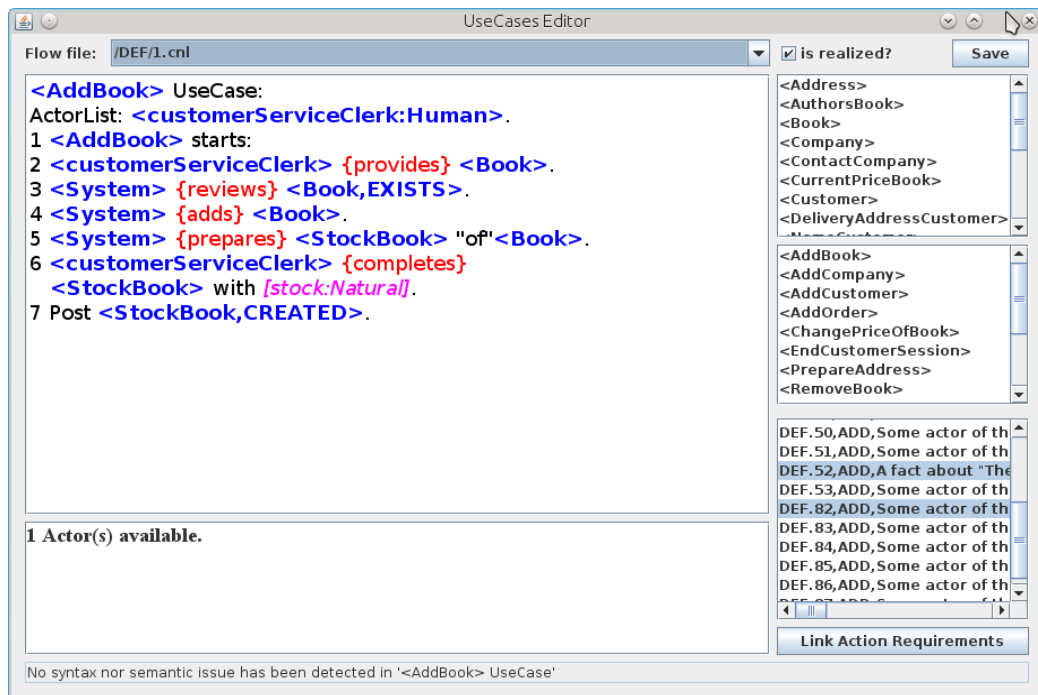 UseCases Editor
Flow file: /DEF/1.cnl is realized? Save
<AddBook> UseCase:
ActorList: <customerServiceClerk:Human>.
1 <AddBook> starts:
2 <customerServiceClerk> {provides} <Book>.
3 <System> {reviews} <Book,EXISTS>.
4 <System> {adds} <Book>.
5 <System> {prepares} <StockBook> "of"<Book>.
6 <customerServiceClerk> {completes}
<StockBook> with [stock:Natural].
7 Post <StockBook,CREATED>.
1 Actor(s) available.
<Address>
<AuthorsBook>
<Book>
<Company>
<ContactCompany>
<CurrentPriceBook>
<Customer>
<DeliveryAddressCustomer>
<AddBook>
<AddCompany>
<AddCustomer>
<AddOrder>
<ChangePriceOfBook>
<EndCustomerSession>
<PrepareAddress>
<RemoveBook>
DEF.50,ADD,Some actor of th
DEF.51,ADD,Some actor of th
DEF.52,ADD,A fact about "The
DEF.53,ADD,Some actor of th
DEF.82,ADD,Some actor of th
DEF.83,ADD,Some actor of th
DEF.84,ADD,Some actor of th
DEF.85,ADD,Some actor of th
DEF.86,ADD,Some actor of th
Link Action Requirements
No syntax nor semantic issue has been detected in '<AddBook> UseCase'